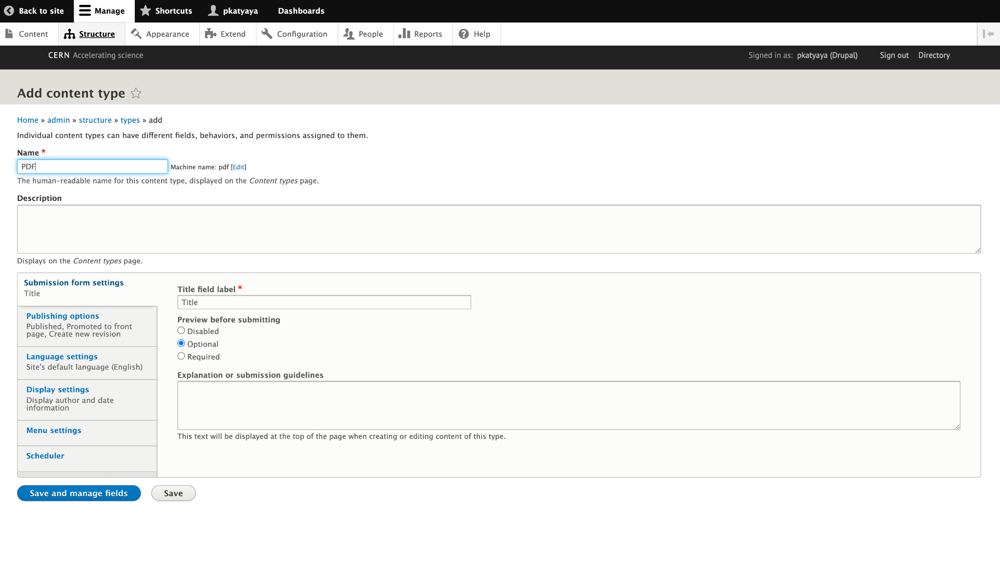 Back to site Manage Shortcuts pkatyaya Dashboards
Content Structure Appearance Extend Configuration People Reports Help
CERN Accelerating science Signed in as: pkatyaya (Drupal) Sign out Directory
Add content type
Home » admin » structure » types » add
Individual content types can have different fields, behaviors, and permissions assigned to them.
Name *
PDF Machine name: pdf [Edit]
The human-readable name for this content type, displayed on the Content types page.
Description
Displays on the Content types page.
Submission form settings
Title
Publishing options
Published, Promoted to front
page, Create new revision
Language settings
Site's default language (English)
Display settings
Display author and date
information
Menu settings
Scheduler
Title field label *
Title
Preview before submitting
Disabled
Optional
Required
Explanation or submission guidelines
This text will be displayed at the top of the page when creating or editing content of this type.
Save and manage fields Save